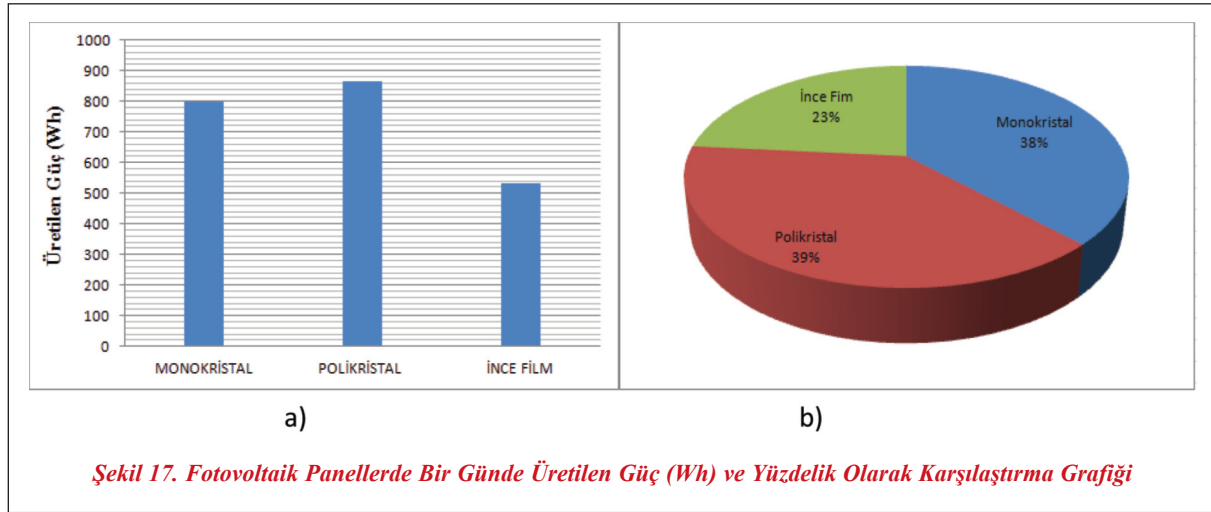 Üretilen Güç (Wh)
1000
900
800
700
600
500
400
300
200
100
0
MONOKRİSTAL
POLİKRİSTAL
İNCE FİLM
a)
İnce Fim
23%
Monokristal
38%
Polikristal
39%
b)
Şekil 17. Fotovoltaik Panellerde Bir Günde Üretilen Güç (Wh) ve Yüzdelik Olarak Karşılaştırma Grafiği